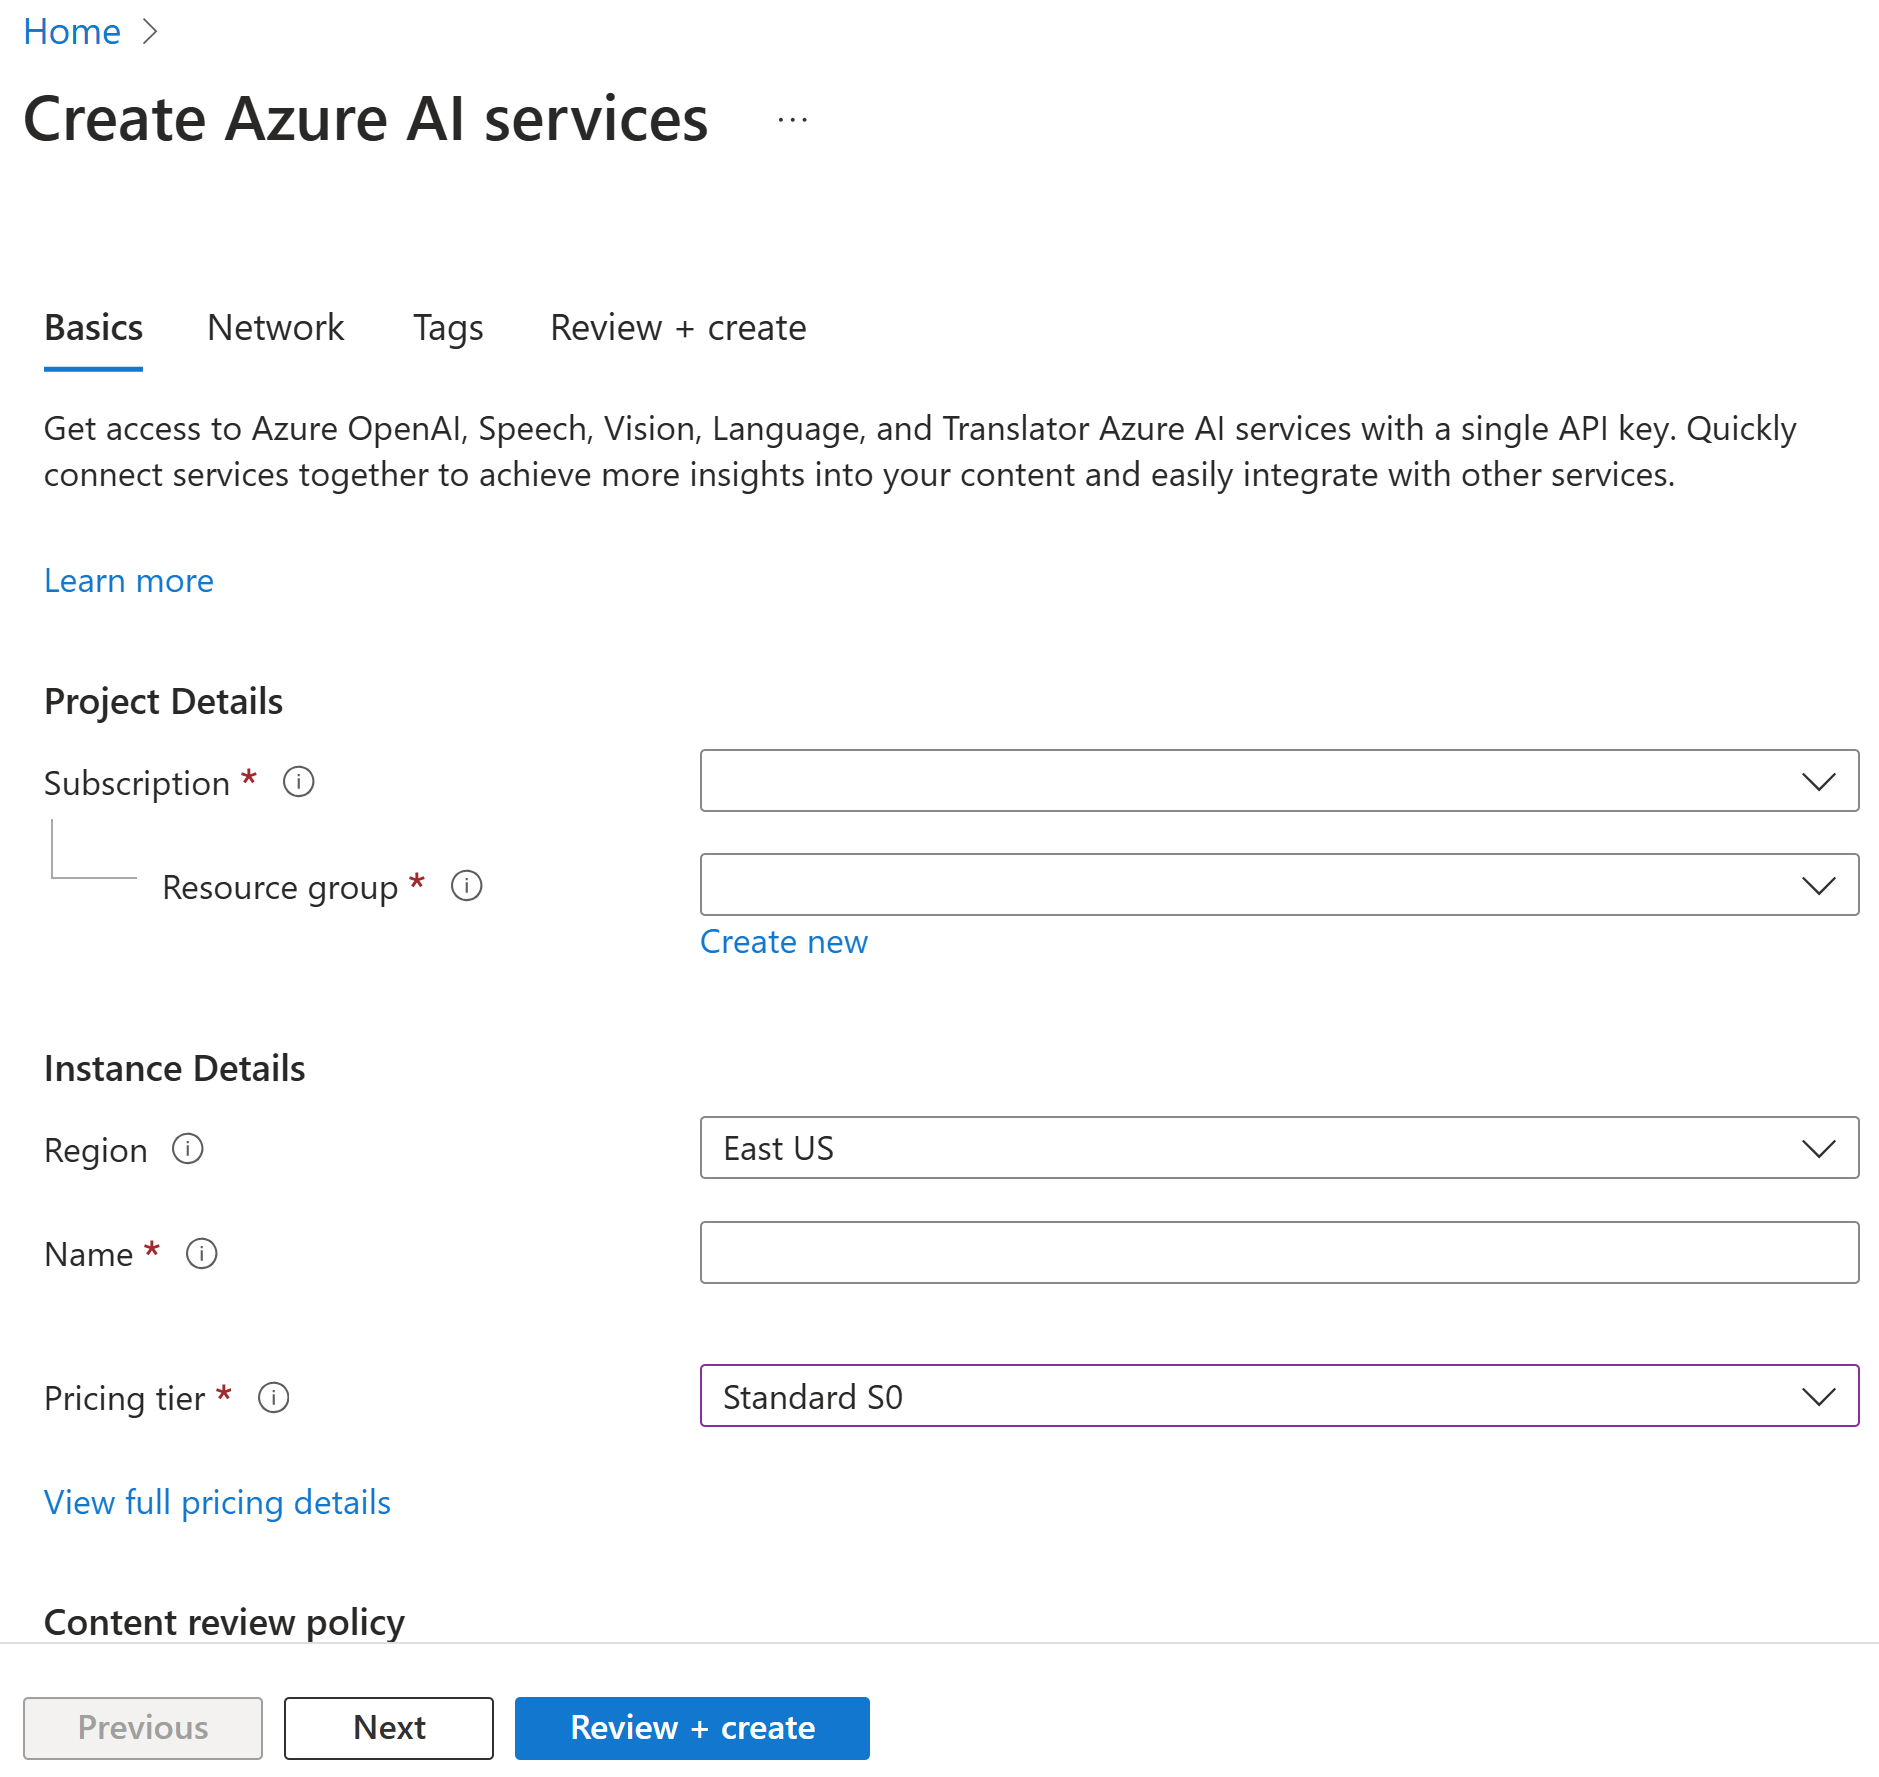 Home
Create Azure AI services ...
Basics Network Tags Review + create
Get access to Azure OpenAI, Speech, Vision, Language, and Translator Azure AI services with a single API key. Quickly
connect services together to achieve more insights into your content and easily integrate with other services.
Learn more
Project Details
Subscription *
Resource group *
Create new
Instance Details
Region East US
Name *
Pricing tier * Standard S0
View full pricing details
Content review policy
Previous Next Review + create